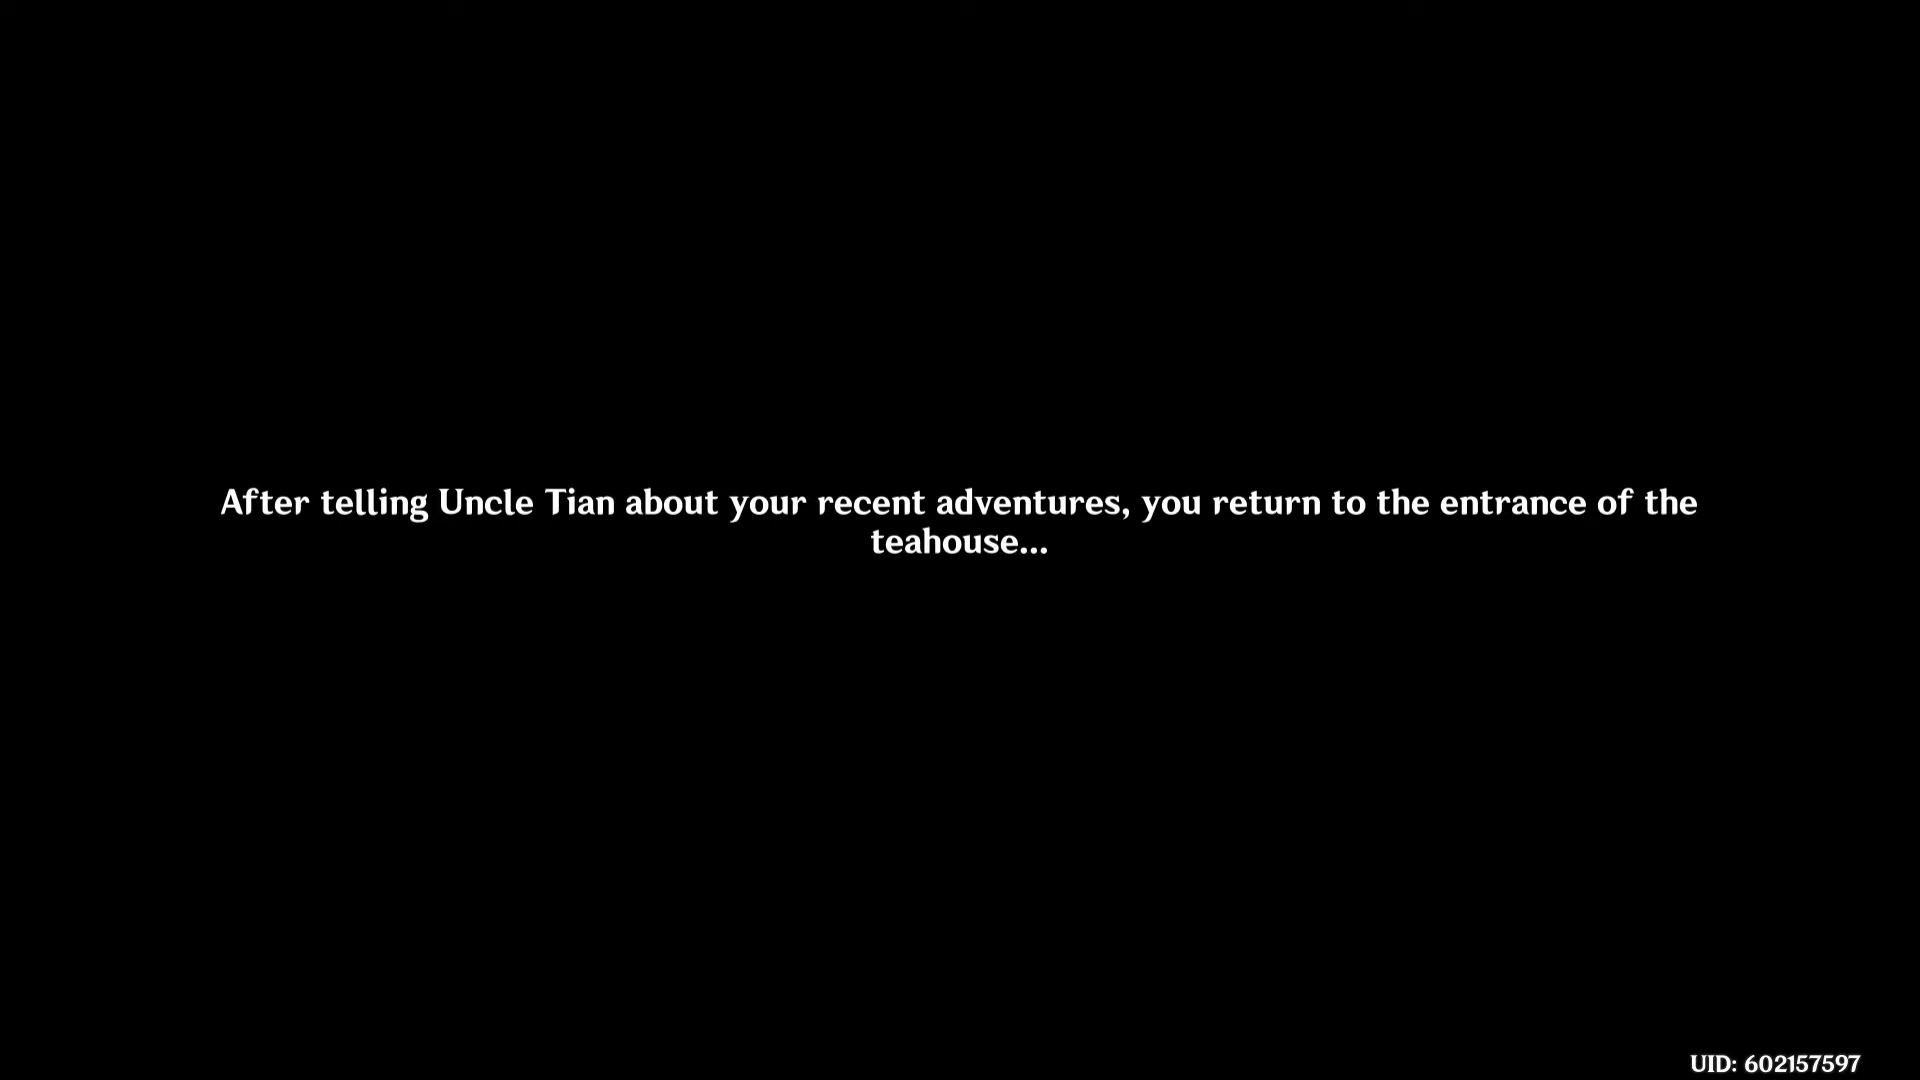 After telling Uncle Tian about your recent adventures, you return to the entrance of the
teahouse...
UID: 602157597